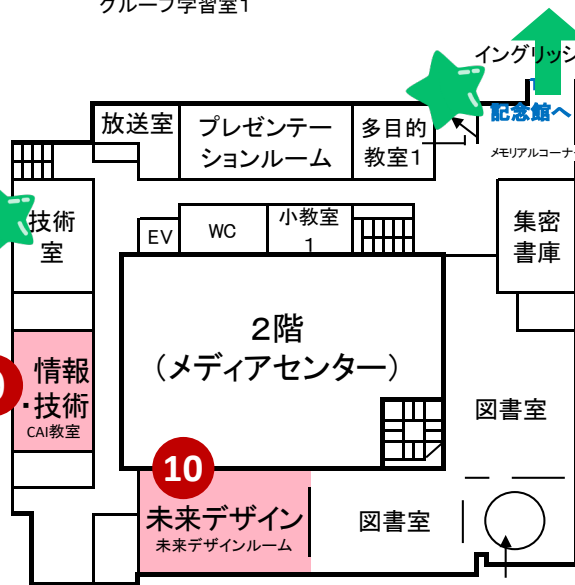 グループ学習室1
イングリッシ
記念館へ
放送室
プレゼンテー
ションルーム
多目的
教室1
メモリアルコーナ
技術
室
EV
WC
小教室
1
集密
書庫
2階
(メディアセンター)
情報
・技術
CAI教室
図書室
10
未来デザイン
未来デザインルーム
図書室